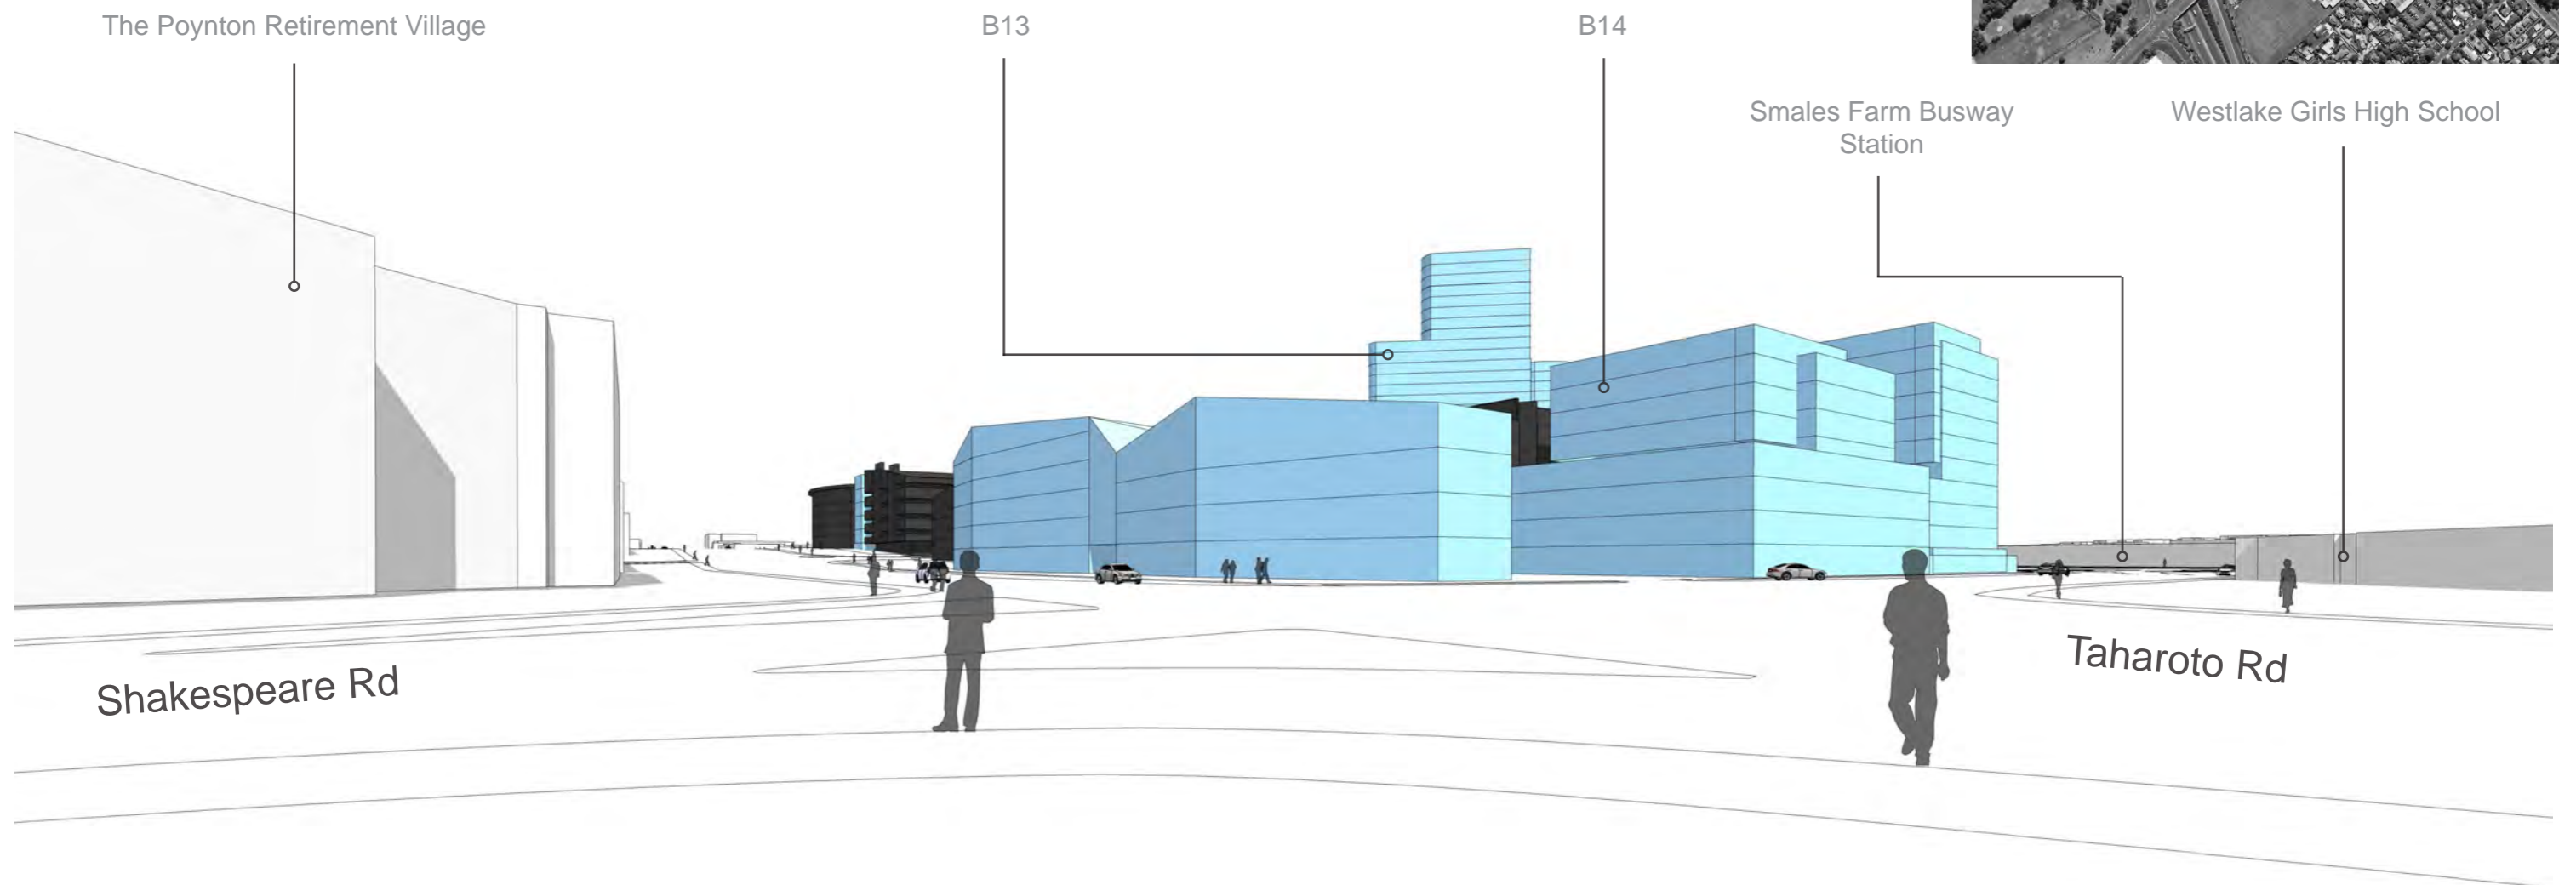 The Poynton Retirement Village
B13
B14
Smales Farm Busway
Station
Westlake Girls High School
Shakespeare Rd
Taharoto Rd